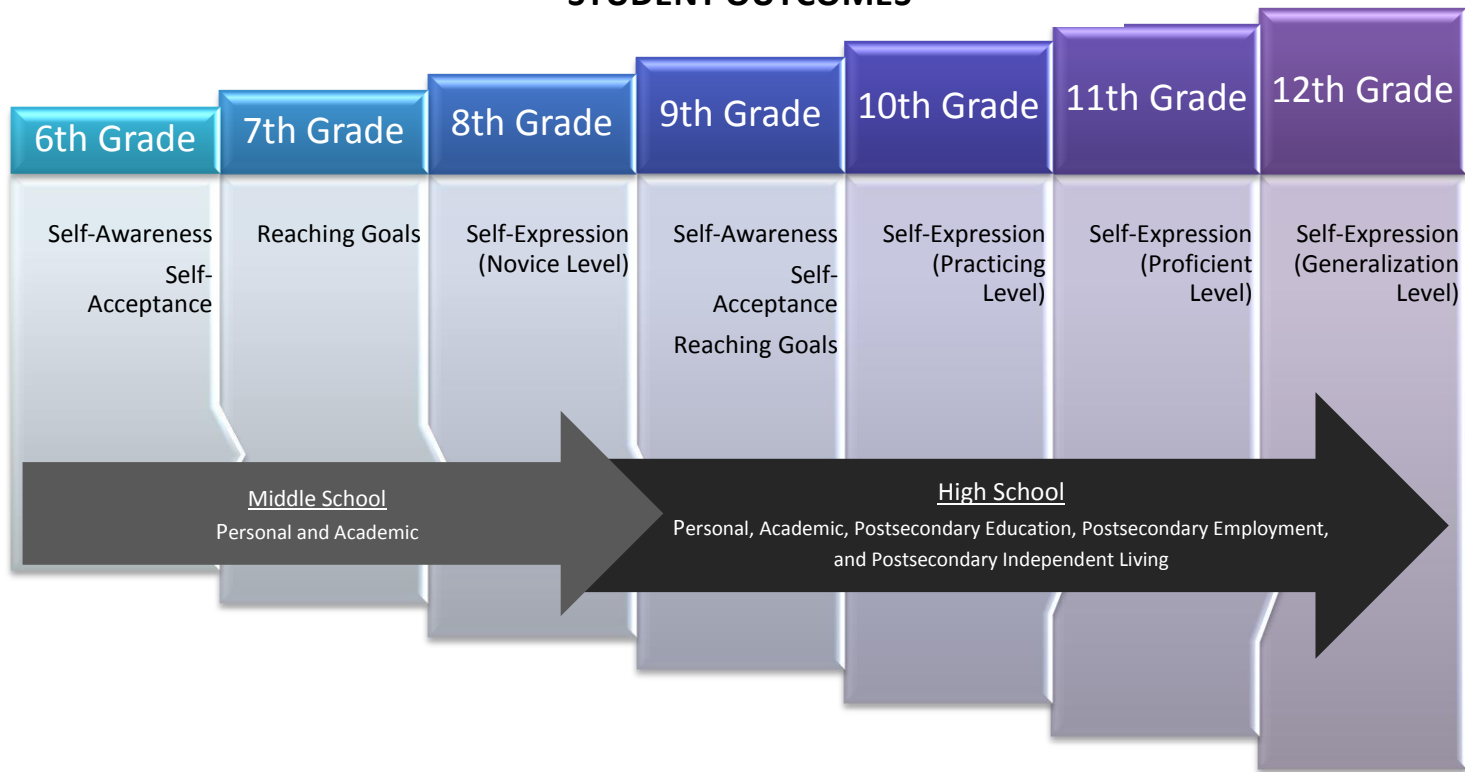 STUDENT OUTCOMES
6th Grade
Self-Awareness
Self-
Acceptance
7th Grade
Reaching Goals
8th Grade
Self-Expression
(Novice Level)
9th Grade
Self-Awareness
Self-
Acceptance
Reaching Goals
10th Grade
Self-Expression
(Practicing
Level)
11th Grade
Self-Expression
(Proficient
Level)
12th Grade
Self-Expression
(Generalization
Level)
Middle School
Personal and Academic
High School
Personal, Academic, Postsecondary Education, Postsecondary Employment,
and Postsecondary Independent Living